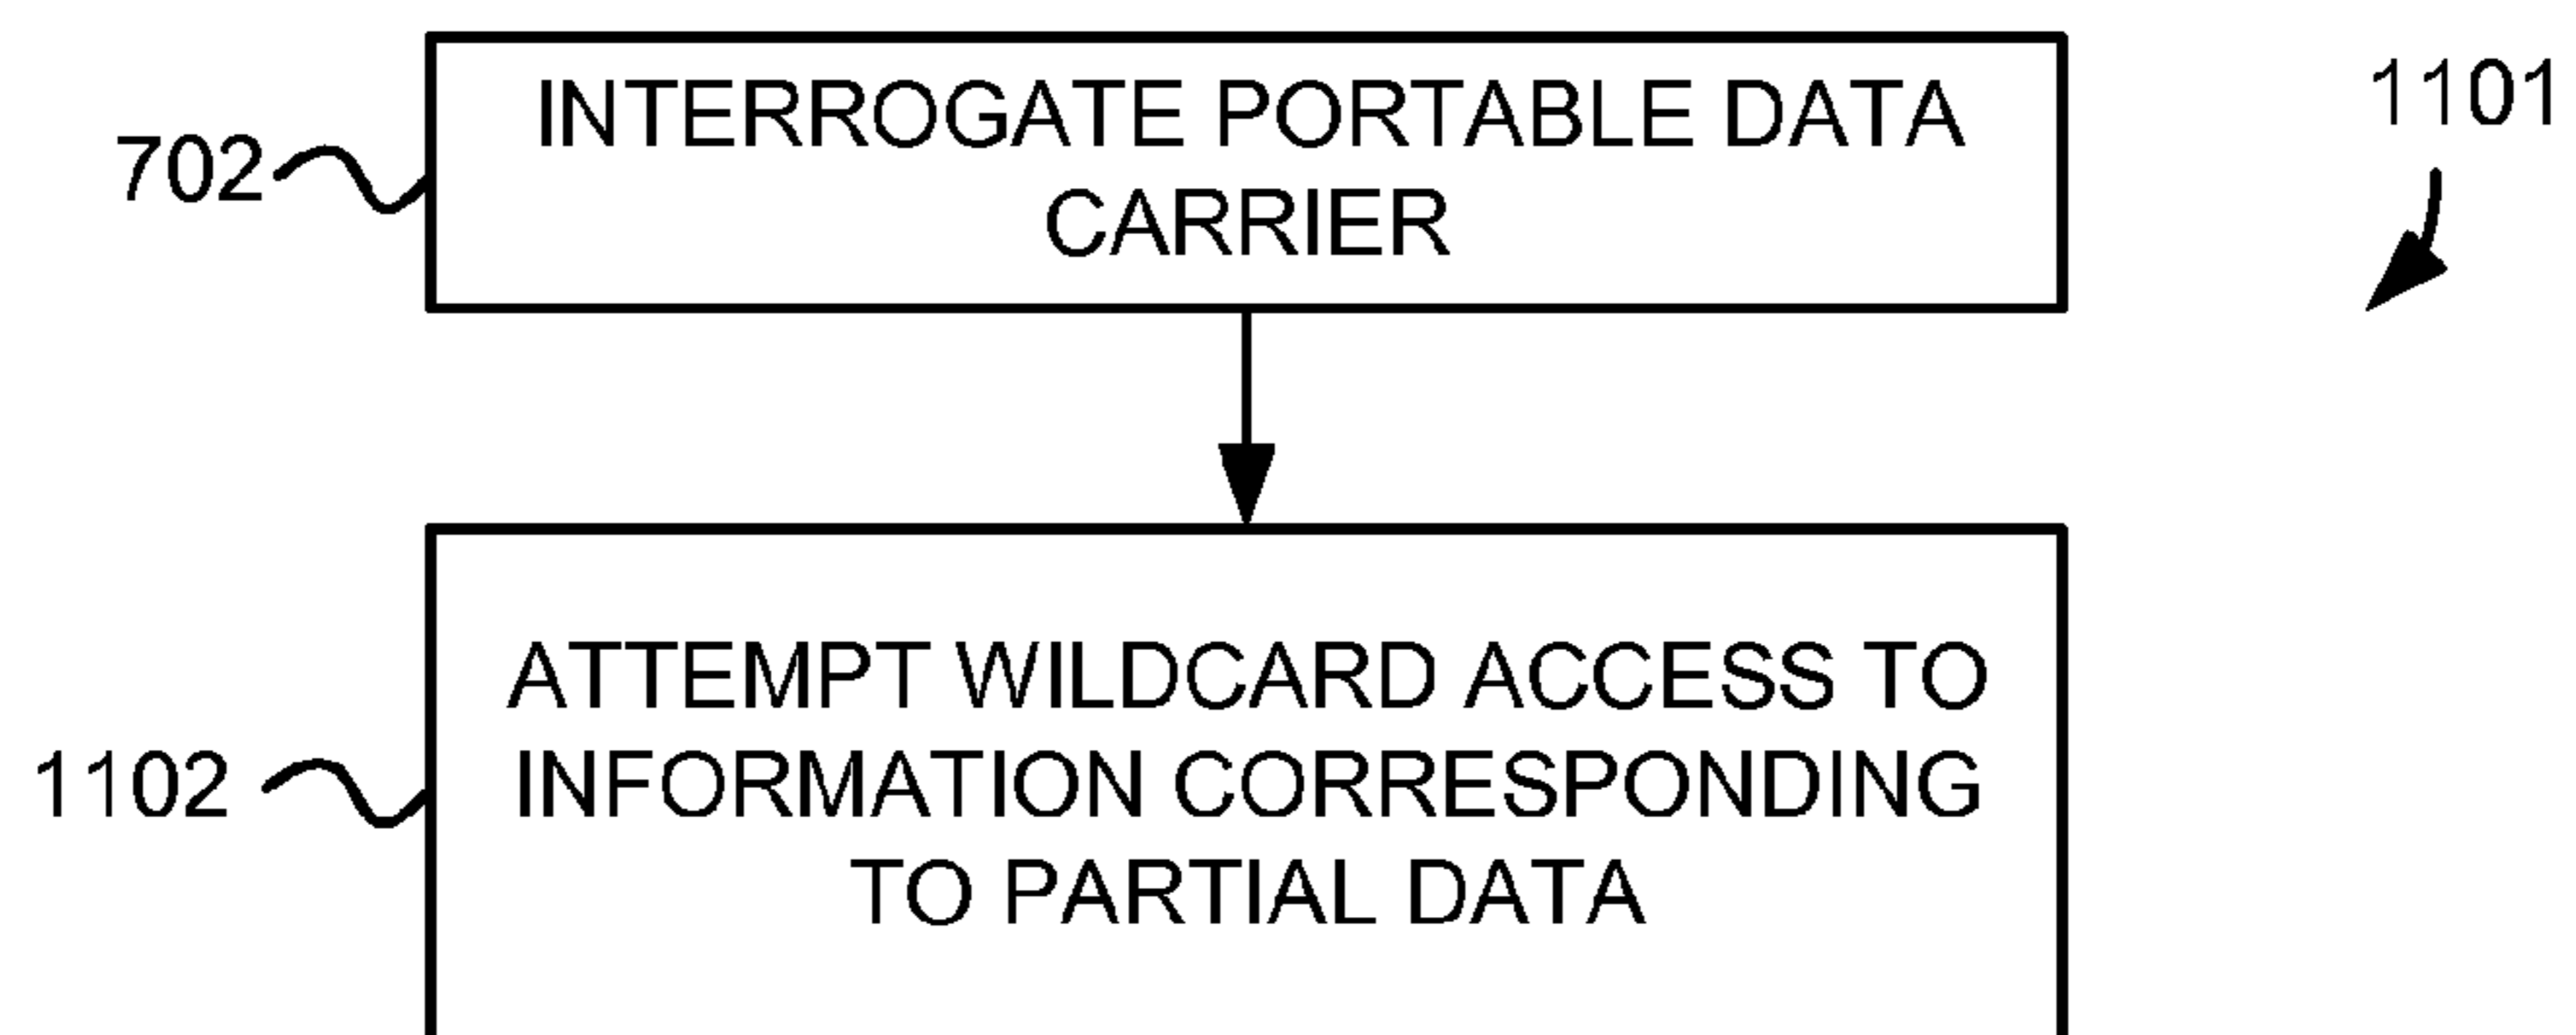 INTERROGATE PORTABLE DATA
CARRIER
702
1101
ATTEMPT WILDCARD ACCESS TO
INFORMATION CORRESPONDING
TO PARTIAL DATA
1102